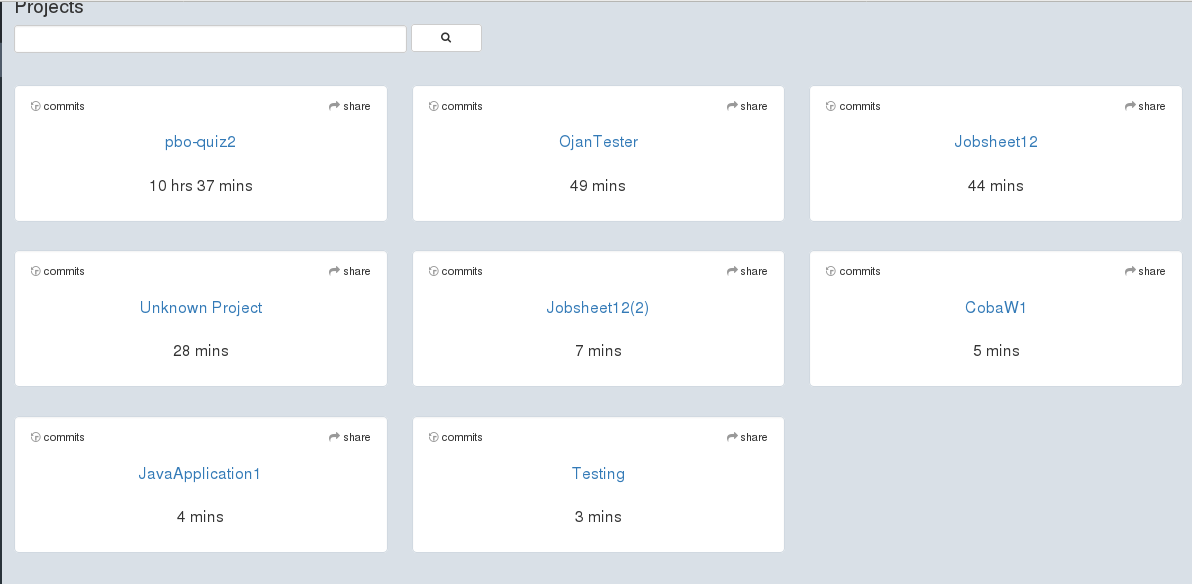 Projects
commits share
pbo-quiz2
10 hrs 37 mins
commits share
OjanTester
49 mins
commits share
Jobsheet12
44 mins
commits share
Unknown Project
28 mins
commits share
Jobsheet12(2)
7 mins
commits share
CobaW1
5 mins
commits share
JavaApplication1
4 mins
commits share
Testing
3 mins